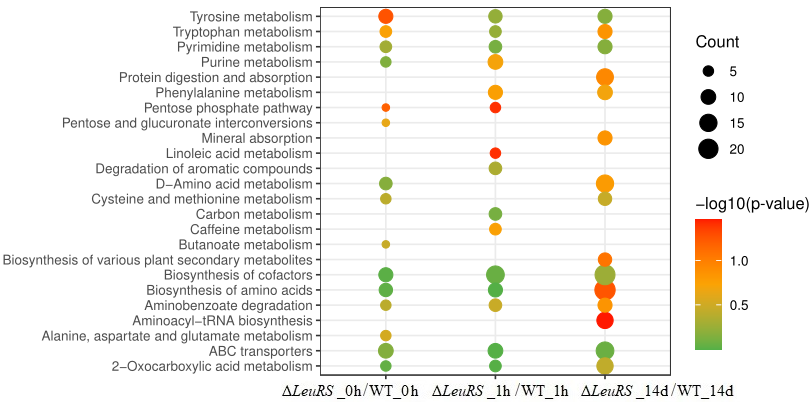 Tyrosine metabolism
Tryptophan metabolism
Pyrimidine metabolism
Purine metabolism
Protein digestion and absorption
Phenylalanine metabolism
Pentose phosphate pathway
Pentose and glucuronate interconversions
Mineral absorption
Linoleic acid metabolism
Degradation of aromatic compounds
D−Amino acid metabolism
Cysteine and methionine metabolism
Carbon metabolism
Caffeine metabolism
Butanoate metabolism
Biosynthesis of various plant secondary metabolites
Biosynthesis of cofactors
Biosynthesis of amino acids
Aminobenzoate degradation
Aminoacyl−tRNA biosynthesis
Alanine, aspartate and glutamate metabolism
ABC transporters
2−Oxocarboxylic acid metabolism
ΔLeuRS_0h/WT_0h
ΔLeuRS_1h/WT_1h
ΔLeuRS_14d/WT_14d
Count
5
10
15
20
−log10(p-value)
1.0
0.5